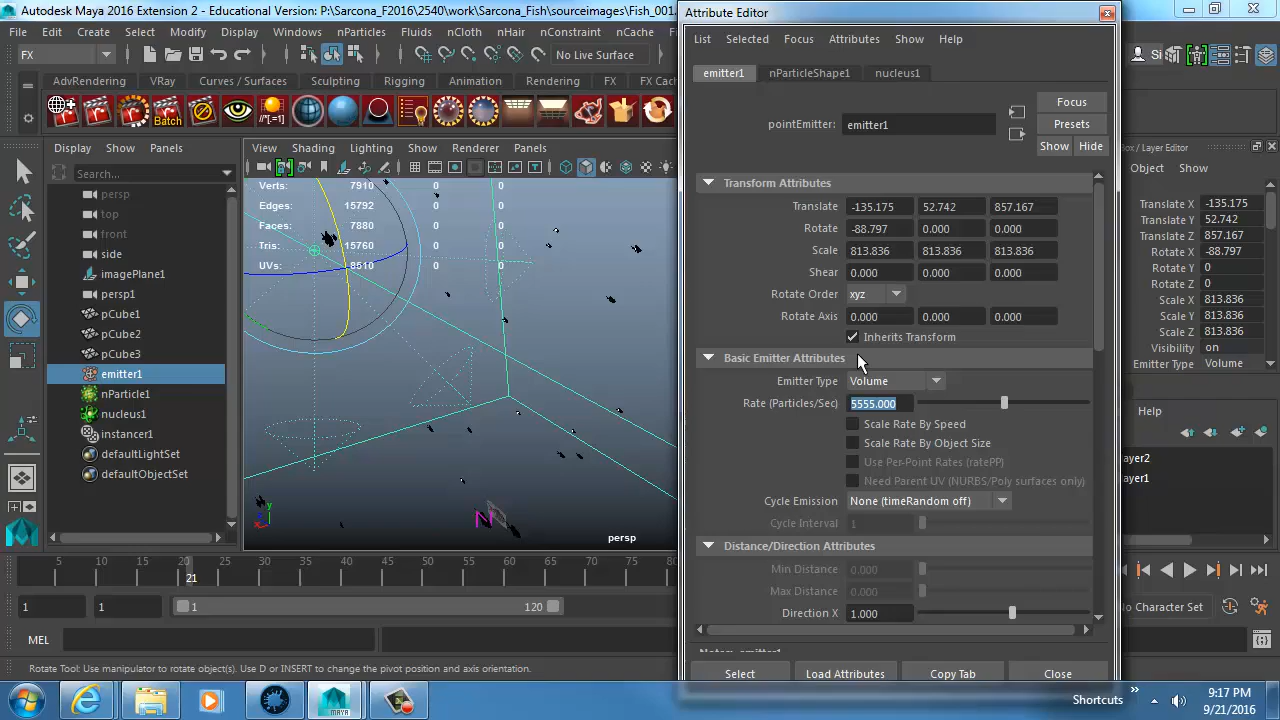 Autodesk Maya 2016 Extension 2 - Educational Version: P:\Sarcona_F2016\2540\work\Sarcona_Fish\sourceimages\Fish_001
Attribute Editor
File Edit Create Select Modify Display Windows nParticles Fluids nCloth nHair nConstraint nCache
List Selected Focus Attributes Show Help
FX
No Live Surface
Si
emitter1 nParticleShape1 nucleus1
AdvRendering VRay Curves / Surfaces Sculpting Rigging Animation Rendering FX FX Cac
Batch
Focus
pointEmitter: emitter1
Presets
Show Hide
Display Show Panels
View Shading Lighting Show Renderer Panels
Box / Layer Editor
Object Show
Search...
persp
top
front
side
imagePlane1
persp1
pCube1
pCube2
pCube3
emitter1
nParticle1
nucleus1
instancer1
defaultLightSet
defaultObjectSet
Verts: 7910 0 0
Edges: 15792 0 0
Faces: 7880 0 0
Tris: 15760 0 0
UVs: 8510 0 0
y
x
z
N
persp
Transform Attributes
Translate -135.175 52.742 857.167
Rotate -88.797 0.000 0.000
Scale 813.836 813.836 813.836
Shear 0.000 0.000 0.000
Rotate Order xyz
Rotate Axis 0.000 0.000 0.000
Inherits Transform
Basic Emitter Attributes
Emitter Type Volume
Rate (Particles/Sec) 5555.000
Scale Rate By Speed
Scale Rate By Object Size
Use Per-Point Rates (ratePP)
Need Parent UV (NURBS/Poly surfaces only)
Cycle Emission None (timeRandom off)
Cycle Interval 1
Distance/Direction Attributes
Min Distance 0.000
Max Distance 0.000
Direction X 1.000
Notes: emitter1
Select Load Attributes Copy Tab Close
Translate X -135.175
Translate Y 52.742
Translate Z 857.167
Rotate X -88.797
Rotate Y 0
Rotate Z 0
Scale X 813.836
Scale Y 813.836
Scale Z 813.836
Visibility on
Emitter Type Volume
Help
ayer2
ayer1
5 10 15 20 25 30 35 40 45 50 55 60 65 70 75 80
21
1 1 1 120
No Character Set
MEL
Rotate Tool: Use manipulator to rotate object(s). Use D or INSERT to change the pivot position and axis orientation.
MAYA
Shortcuts »
9:17 PM
9/21/2016